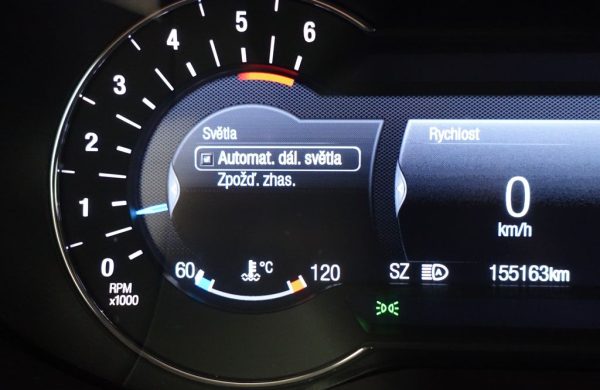 6
5
4
3
2
1
0
RPM
x1000
Světla
Automat. dál. světla
Zpožď. zhas.
60
°C
120
Rychlost
0
km/h
SZ
A
155163km